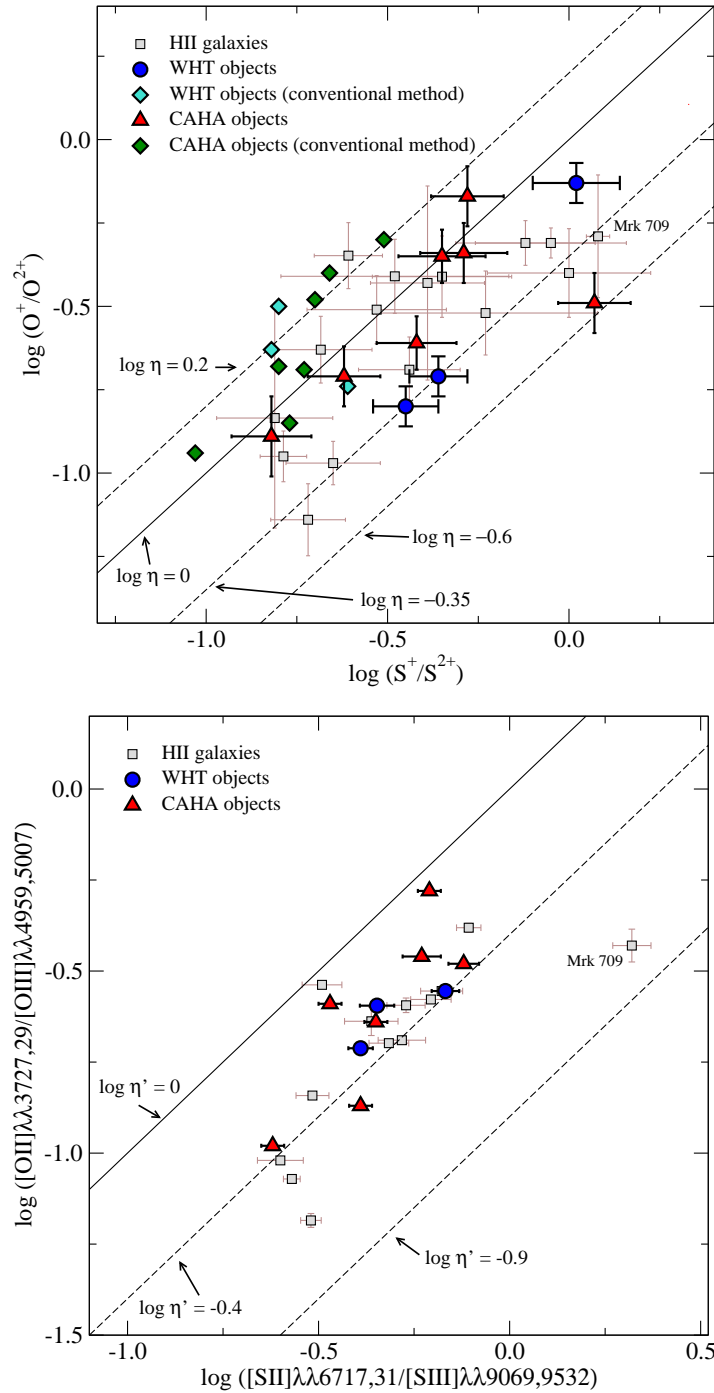 HII galaxies
WHT objects
WHT objects (conventional method)
CAHA objects
CAHA objects (conventional method)
Mrk 709
log η = 0.2
log η = −0.6
log η = 0
log η = −0.35
0.0
-0.5
-1.0
log (O⁺/O²⁺)
-1.0 -0.5 0.0
log (S⁺/S²⁺)
HII galaxies
WHT objects
CAHA objects
Mrk 709
log η’ = 0
log η’ = -0.9
log η’ = -0.4
0.0
-0.5
-1.0
-1.5
log ([OII]λλ3727,29/[OIII]λλ4959,5007)
-1.0 -0.5 0.0 0.5
log ([SII]λλ6717,31/[SIII]λλ9069,9532)